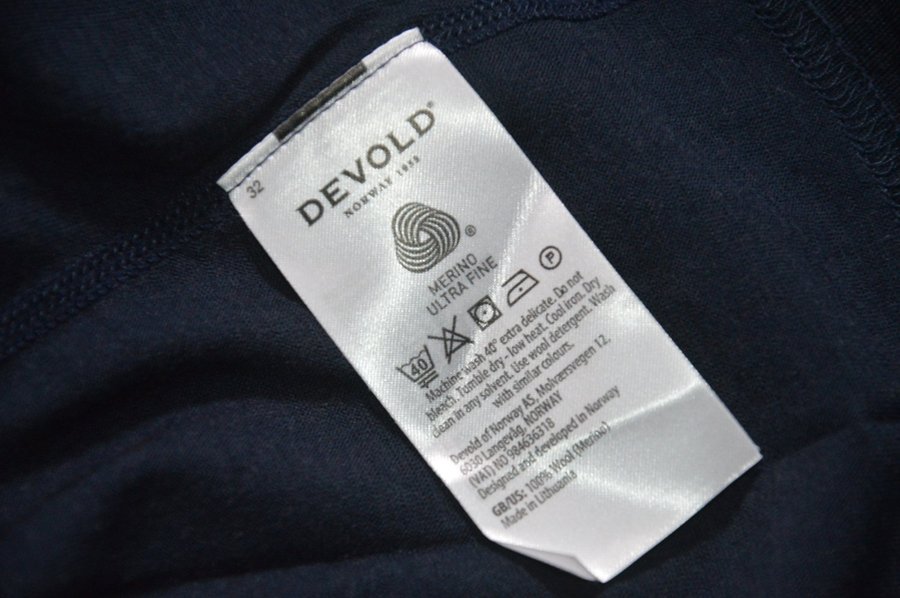 32
DEVOLD®
NORWAY 1853
®
MERINO
ULTRA FINE
40
P
Machine wash 40° extra delicate. Do not
bleach. Tumble dry - low heat. Cool iron. Dry
clean in any solvent. Use wool detergent. Wash
with similar colours.
Devold of Norway AS, Molværsvegen 12,
6030 Langevåg, NORWAY
(VAT) NO 984636318
Designed and developed in Norway
GB/US: 100% Wool (Merino)
Made in Lithuania